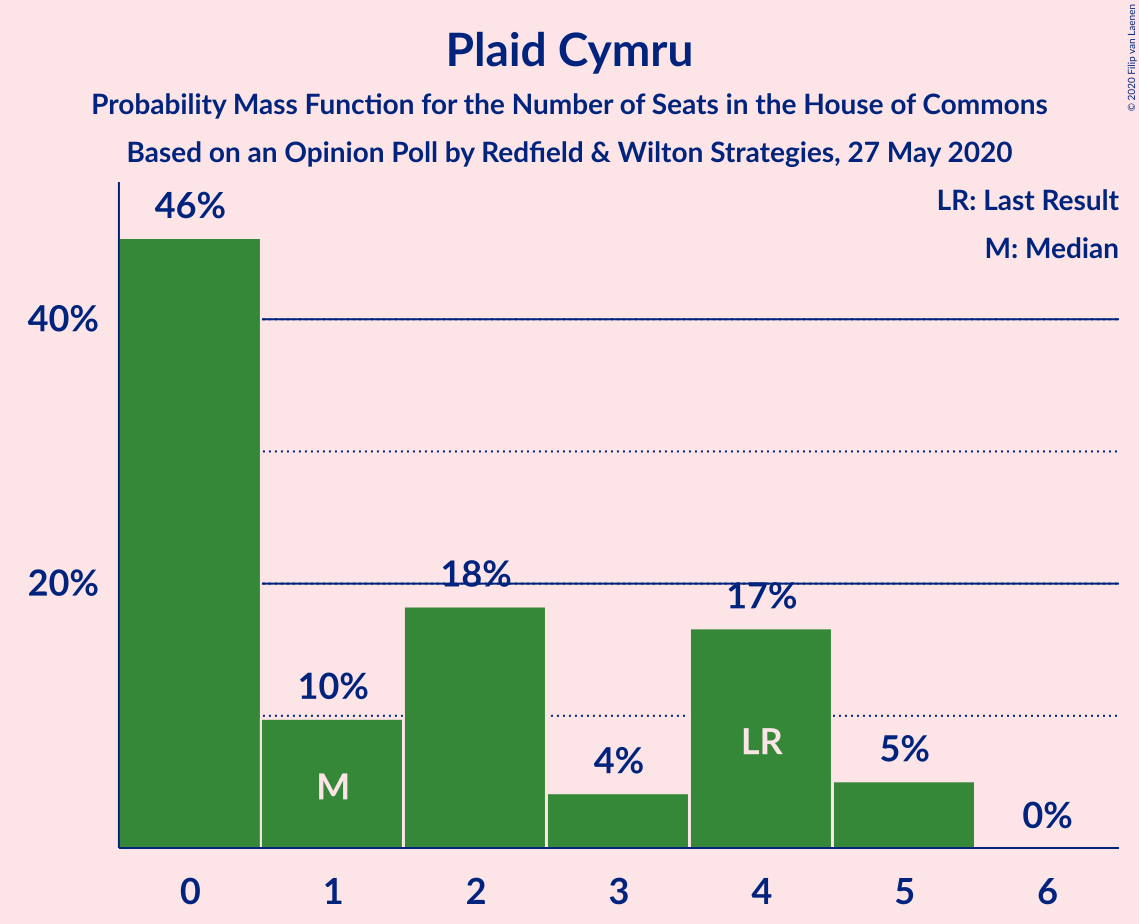 Plaid Cymru
Probability Mass Function for the Number of Seats in the House of Commons
Based on an Opinion Poll by Redfield & Wilton Strategies, 27 May 2020
© 2020 Filip van Laenen
LR: Last Result
M: Median
46%
40%
20%
18%
17%
10%
LR
5%
4%
M
0%
0 1 2 3 4 5 6